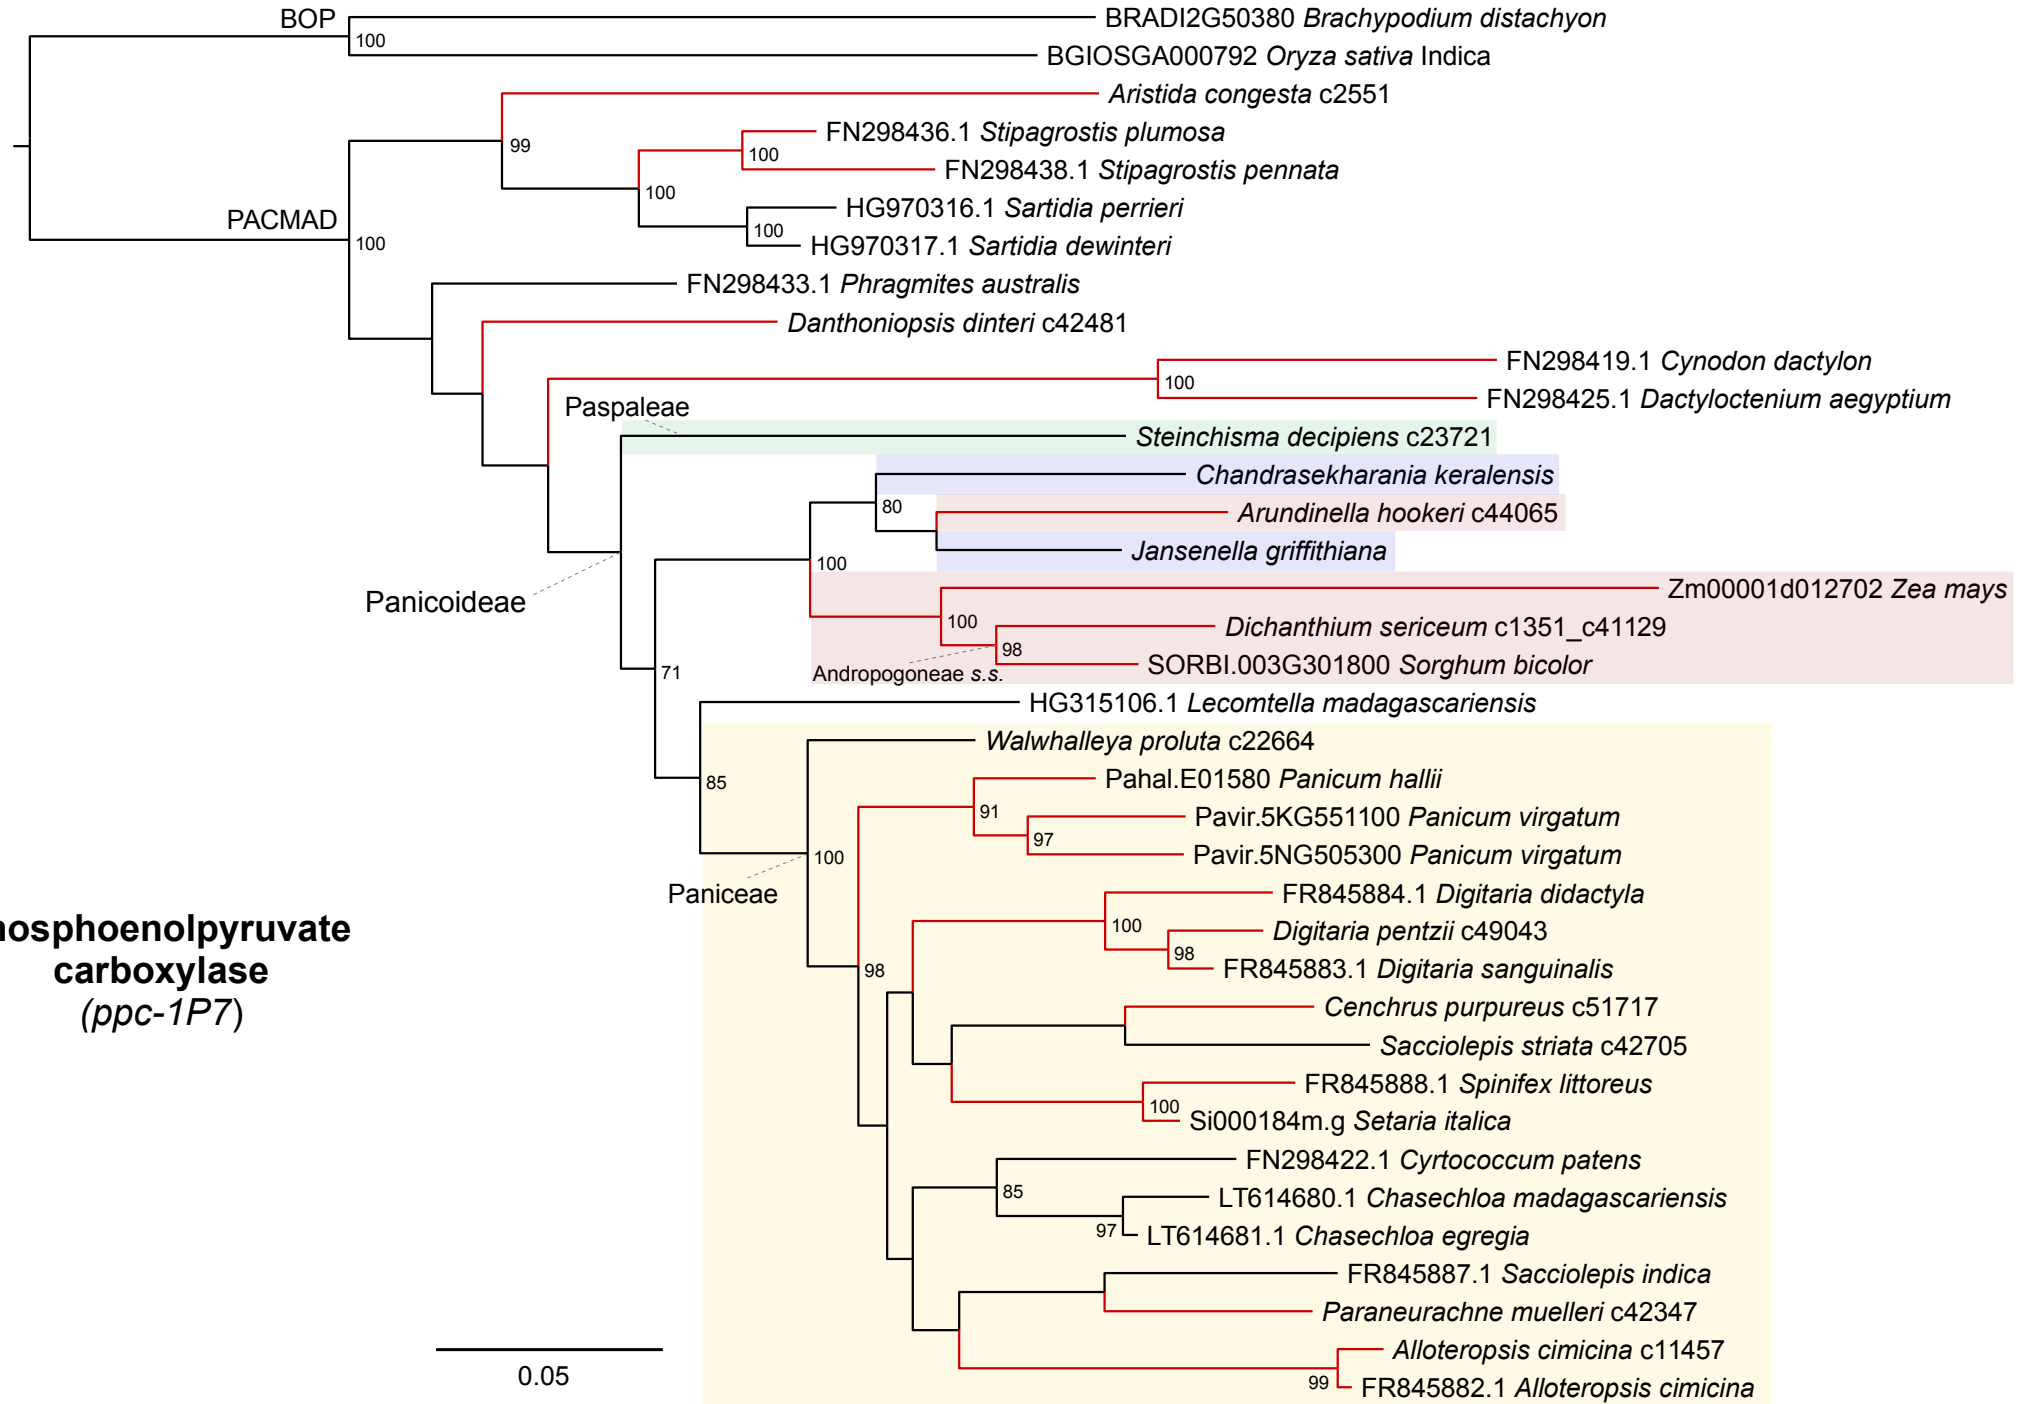 BOP
BRADI2G50380 Brachypodium distachyon
100
BGIOSGA000792 Oryza sativa Indica
Aristida congesta c2551
99
FN298436.1 Stipagrostis plumosa
100
FN298438.1 Stipagrostis pennata
100
HG970316.1 Sartidia perrieri
PACMAD
100
100
HG970317.1 Sartidia dewinteri
FN298433.1 Phragmites australis
Danthoniopsis dinteri c42481
FN298419.1 Cynodon dactylon
100
FN298425.1 Dactyloctenium aegyptium
Paspaleae
Steinchisma decipiens c23721
Chandrasekharania keralensis
80
Arundinella hookeri c44065
Jansenella griffithiana
100
Panicoideae
Zm00001d012702 Zea mays
100
Dichanthium sericeum c1351_c41129
98
SORBI.003G301800 Sorghum bicolor
Andropogoneae s.s.
71
HG315106.1 Lecomtella madagascariensis
Walwhalleya proluta c22664
85
Pahal.E01580 Panicum hallii
91
Pavir.5KG551100 Panicum virgatum
97
Pavir.5NG505300 Panicum virgatum
100
Paniceae
FR845884.1 Digitaria didactyla
100
Digitaria pentzii c49043
98
FR845883.1 Digitaria sanguinalis
98
hosphoenolpyruvate
carboxylase
(ppc-1P7)
Cenchrus purpureus c51717
Sacciolepis striata c42705
FR845888.1 Spinifex littoreus
100
Si000184m.g Setaria italica
FN298422.1 Cyrtococcum patens
85
LT614680.1 Chasechloa madagascariensis
97
LT614681.1 Chasechloa egregia
FR845887.1 Sacciolepis indica
Paraneurachne muelleri c42347
Alloteropsis cimicina c11457
99
FR845882.1 Alloteropsis cimicina
0.05